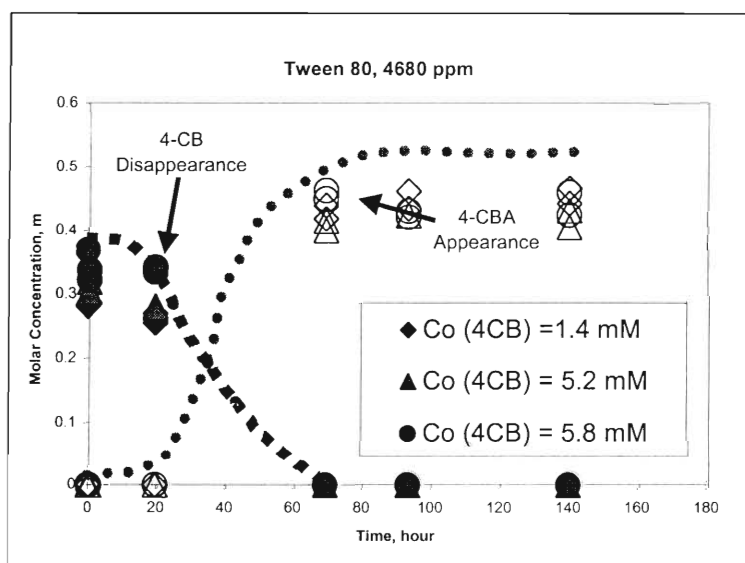 Tween 80, 4680 ppm
0.6
0.5
0.4
0.3
0.2
0.1
0
Molar Concentration, m
4-CB
Disappearance
4-CBA
Appearance
Co (4CB) =1.4 mM
Co (4CB) = 5.2 mM
Co (4CB) = 5.8 mM
0 20 40 60 80 100 120 140 160 180
Time, hour